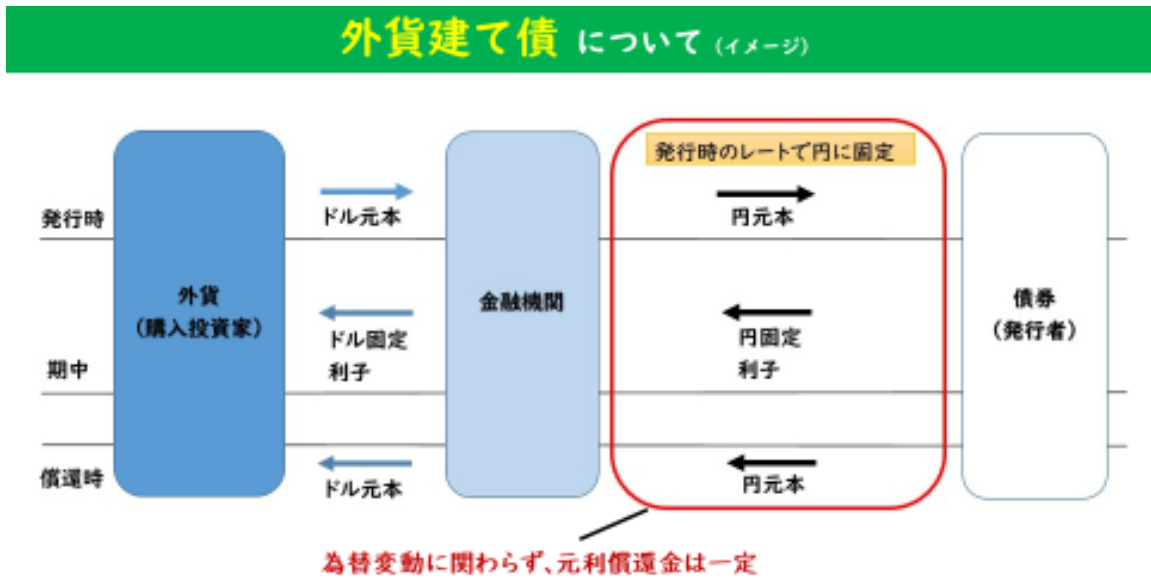 外貨建て債 について (イメージ)
発行時のレートで円に固定
発行時
ドル元本
円元本
外貨
(購入投資家)
金融機関
債券
(発行者)
期中
ドル固定
利子
円固定
利子
償還時
ドル元本
円元本
為替変動に関わらず、元利償還金は一定